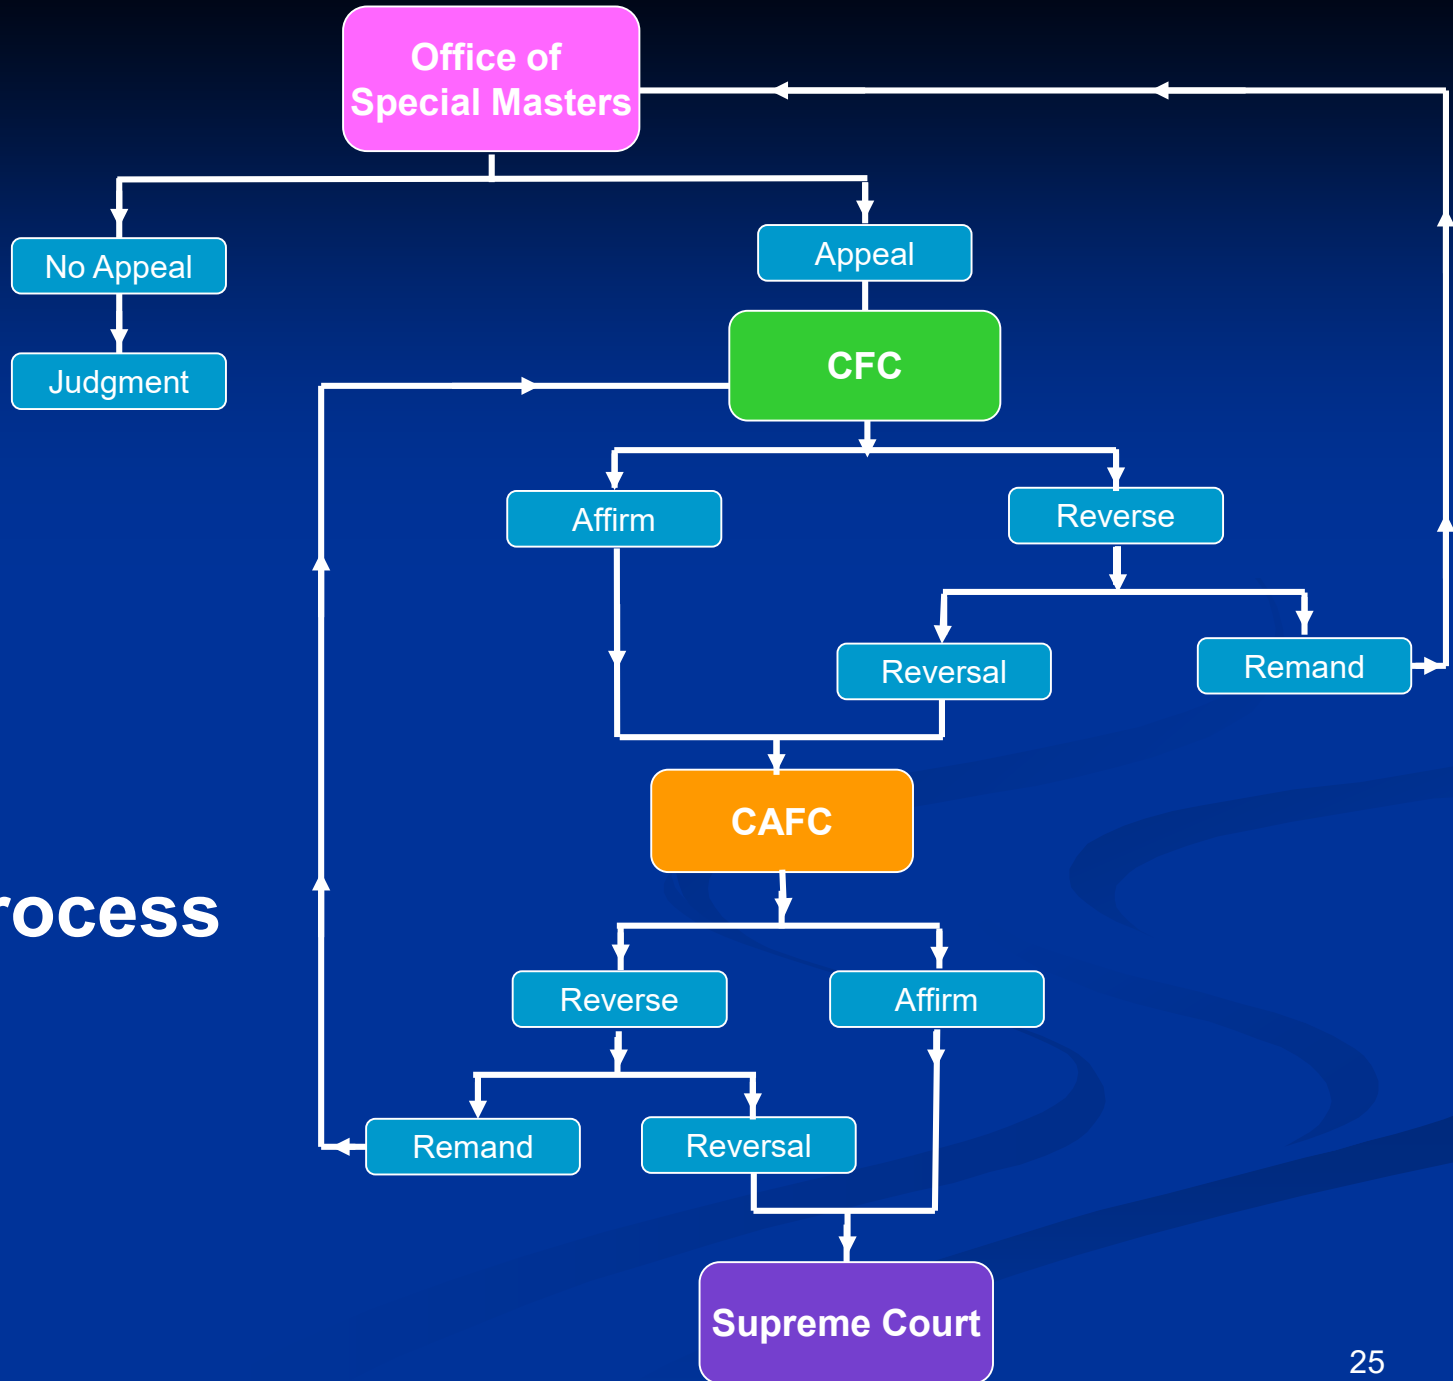 Office of
Special Masters
No Appeal
Appeal
Judgment
CFC
Affirm
Reverse
Reversal
Remand
CAFC
rocess
Reverse
Affirm
Remand
Reversal
Supreme Court
25